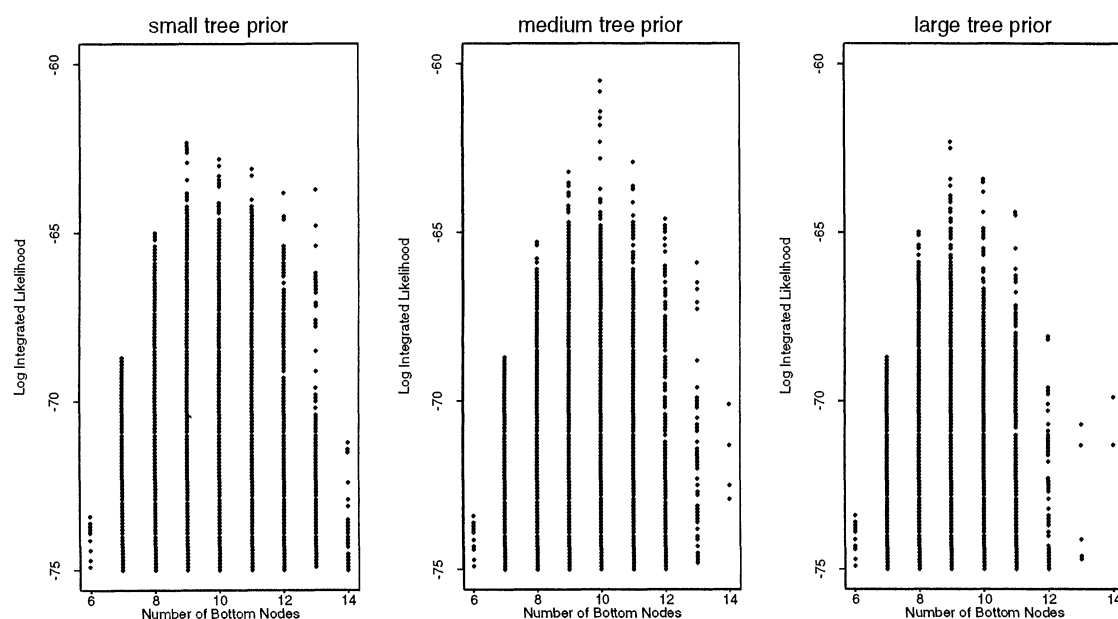 small tree prior
-60
-65
-70
-75
Log Integrated Likelihood
6 8 10 12 14
Number of Bottom Nodes
medium tree prior
-60
-65
-70
-75
Log Integrated Likelihood
6 8 10 12 14
Number of Bottom Nodes
large tree prior
-60
-65
-70
-75
Log Integrated Likelihood
6 8 10 12 14
Number of Bottom Nodes